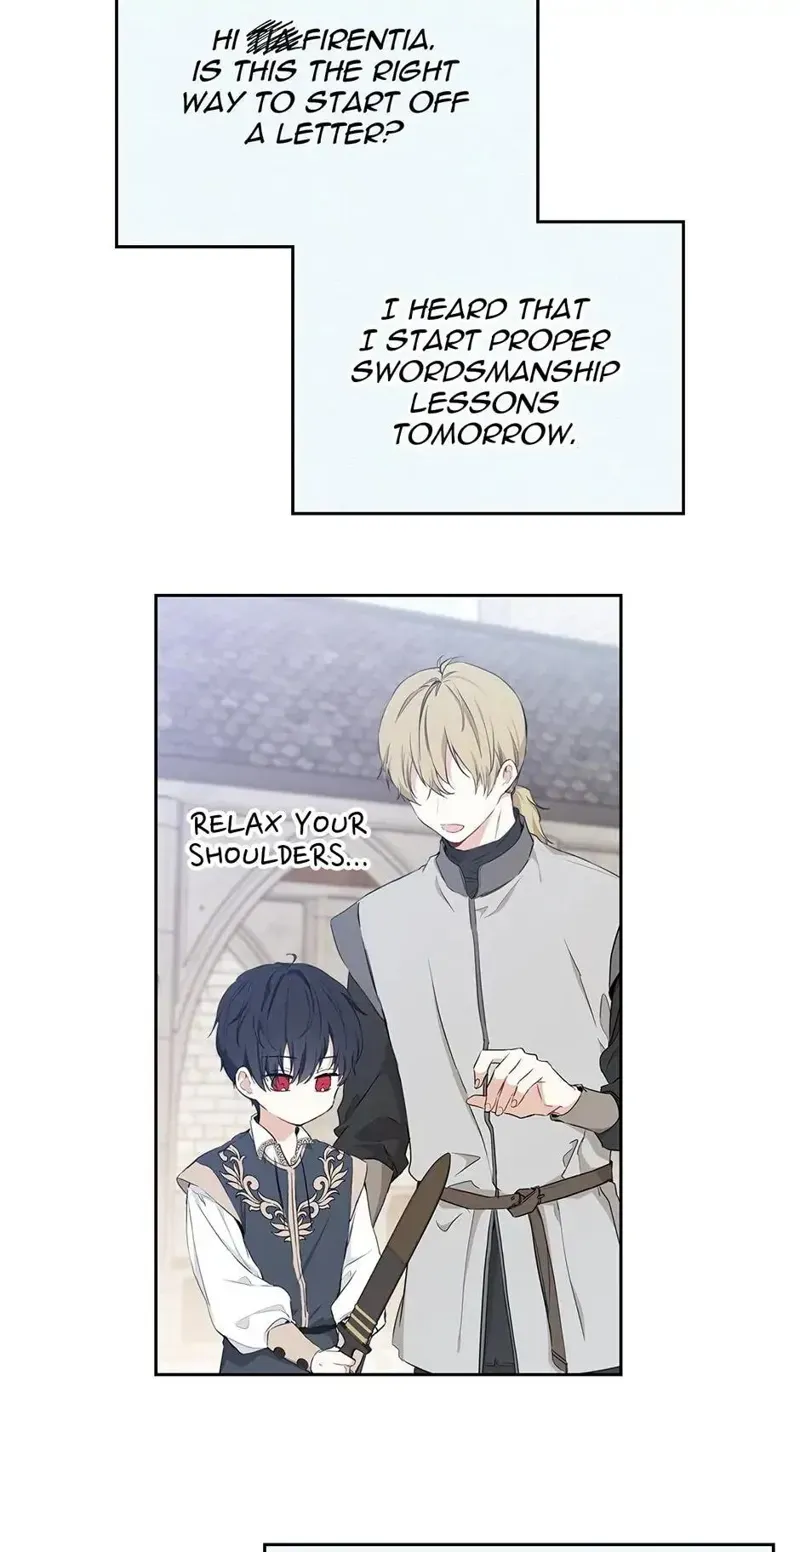 HI FIRENTIA.
IS THIS THE RIGHT
WAY TO START OFF
A LETTER?
I HEARD THAT
I START PROPER
SWORDSMANSHIP
LESSONS
TOMORROW.
RELAX YOUR
SHOULDERS...